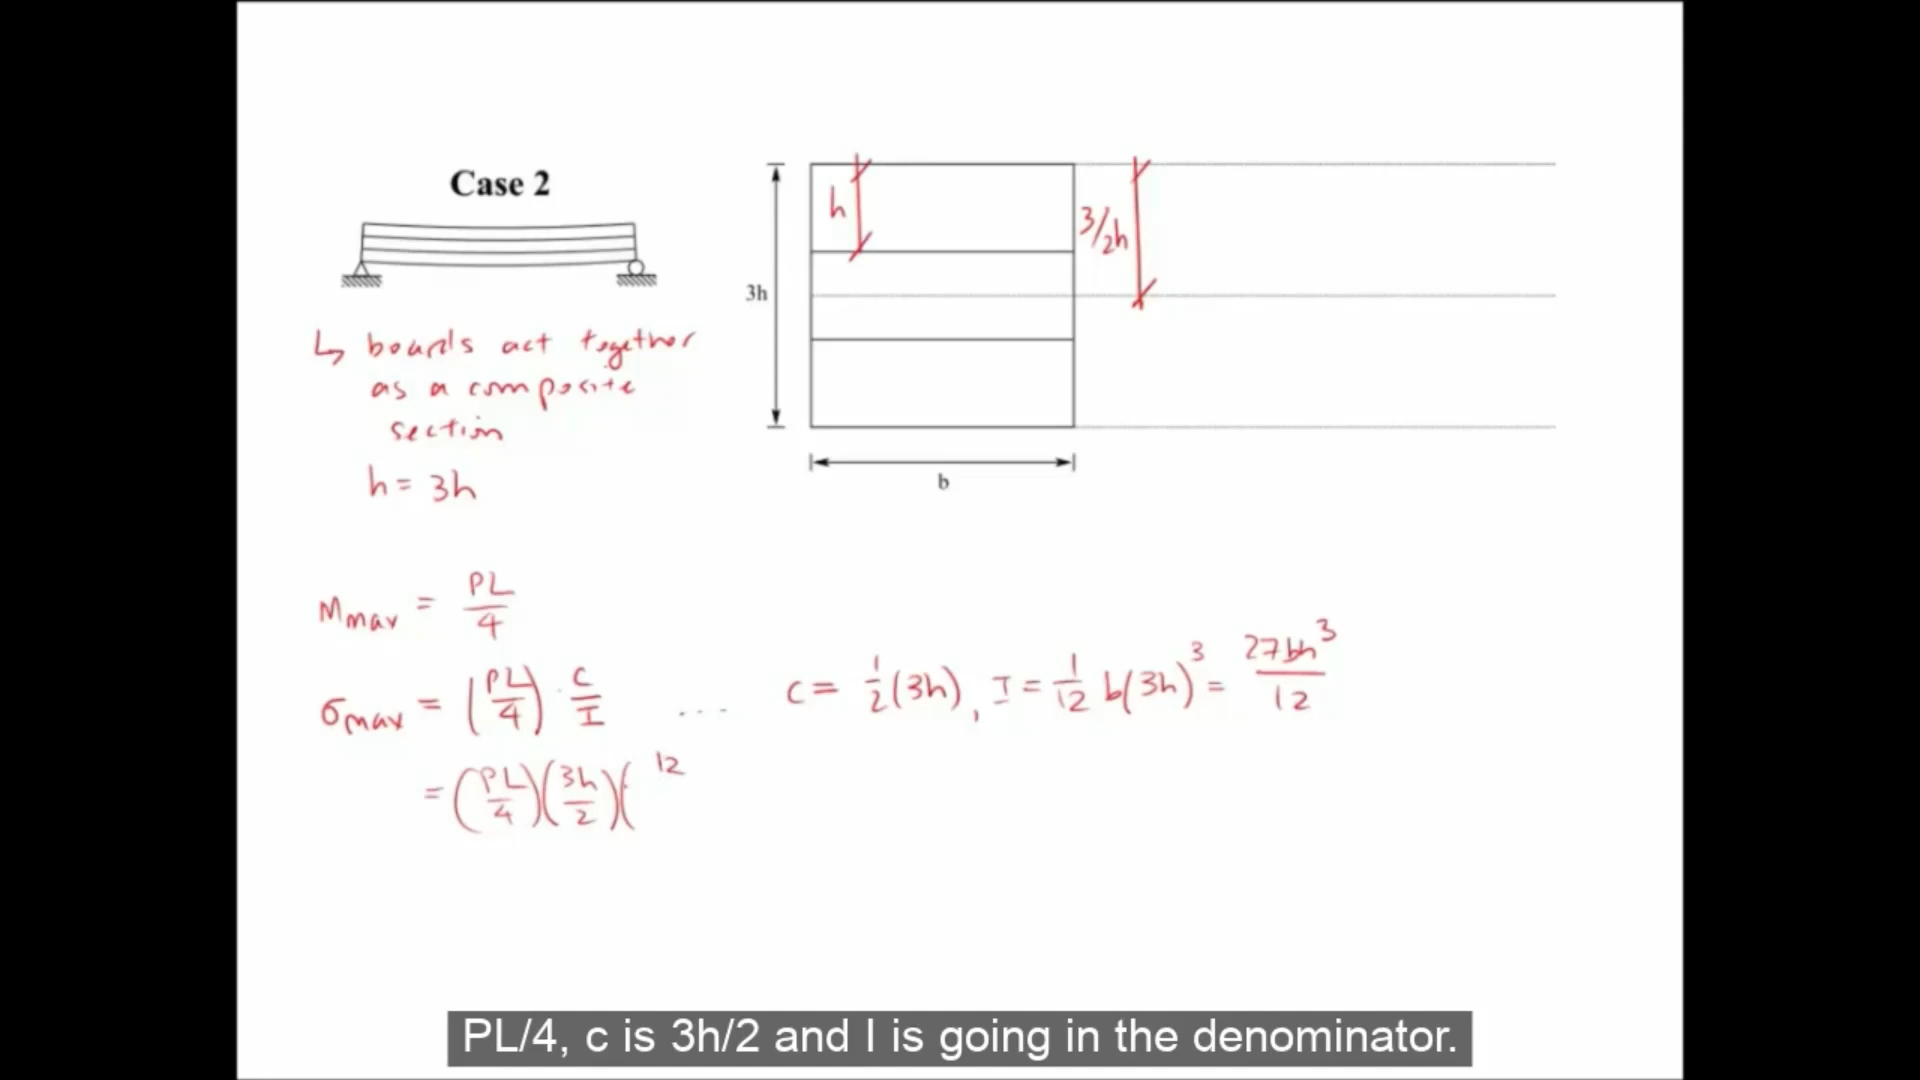 Case 2
h
3/2h
3h
b
↳ boards act together
as a composite
section
h = 3h
Mmax = PL/4
σmax = (PL/4) · c/I ... c = 1/2(3h), I = 1/12 b(3h)³ = 27bh³/12
= (PL/4)(3h/2)( 12
PL/4, c is 3h/2 and I is going in the denominator.